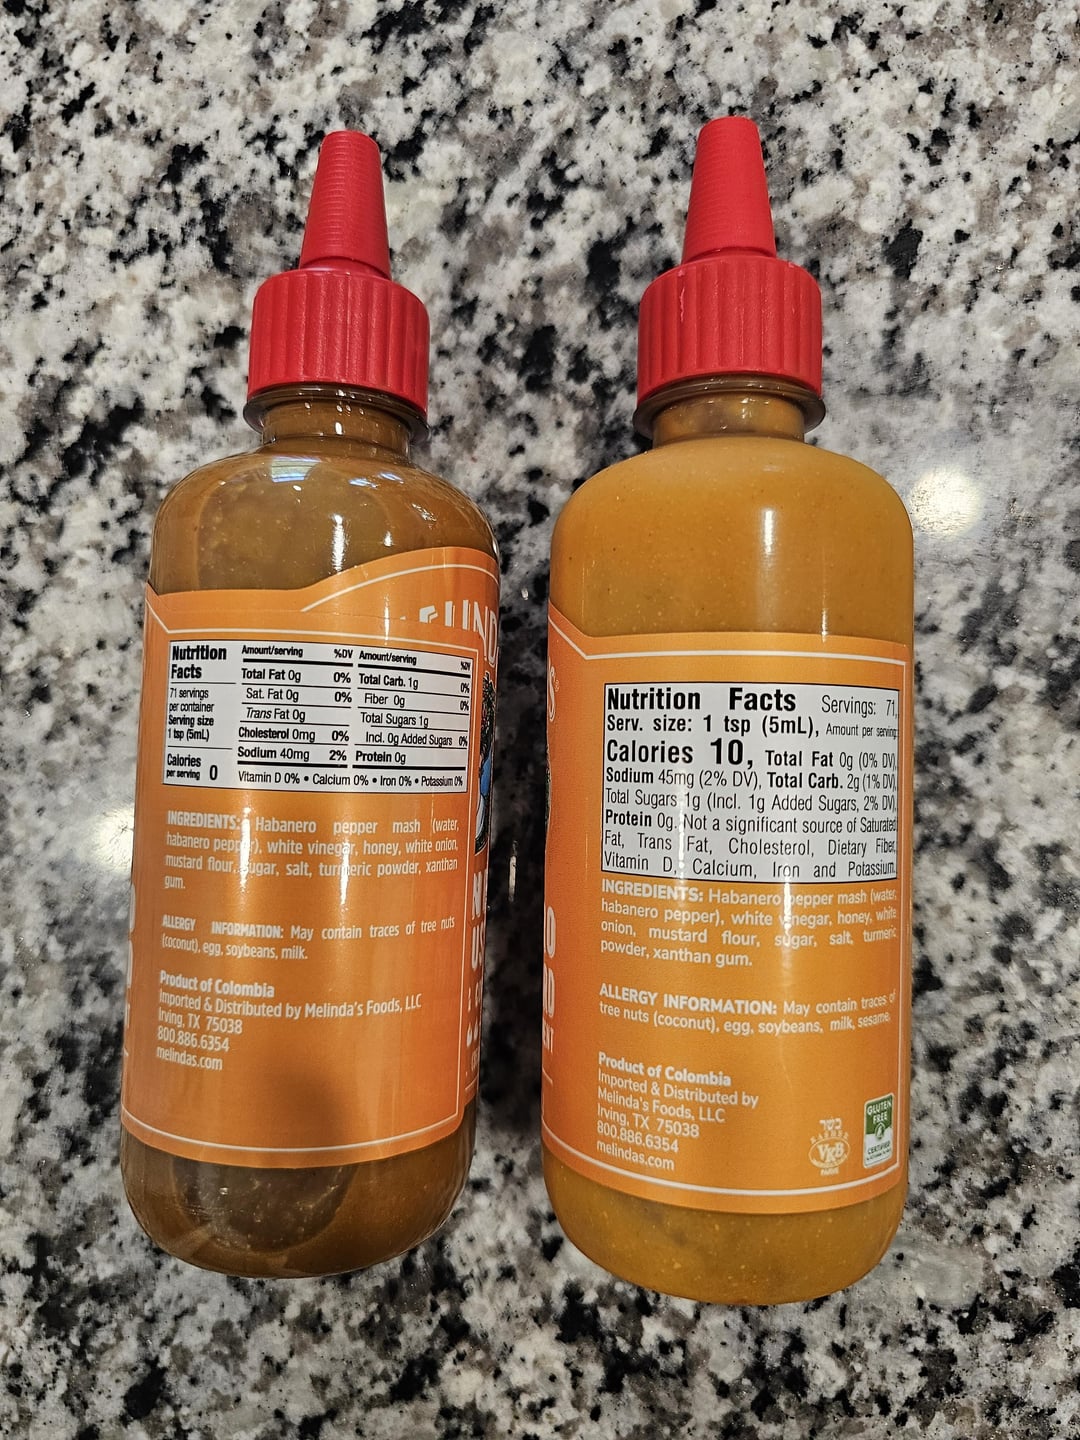 Nutrition
Facts
71 servings
per container
Serving size
1 tsp (5mL)
Calories
per serving 0
Amount/serving %DV
Total Fat 0g 0%
Sat. Fat 0g 0%
Trans Fat 0g
Cholesterol 0mg 0%
Sodium 40mg 2%
Amount/serving %DV
Total Carb. 1g 0%
Fiber 0g 0%
Total Sugars 1g
Incl. 0g Added Sugars 0%
Protein 0g
Vitamin D 0% • Calcium 0% • Iron 0% • Potassium 0%
INGREDIENTS: Habanero pepper mash (water,
habanero pepper), white vinegar, honey, white onion,
mustard flour, sugar, salt, turmeric powder, xanthan
gum.
ALLERGY INFORMATION: May contain traces of tree nuts
(coconut), egg, soybeans, milk.
Product of Colombia
Imported & Distributed by Melinda's Foods, LLC
Irving, TX 75038
800.886.6354
melindas.com
Nutrition Facts Servings: 71,
Serv. size: 1 tsp (5mL), Amount per serving:
Calories 10, Total Fat 0g (0% DV),
Sodium 45mg (2% DV), Total Carb. 2g (1% DV),
Total Sugars 1g (Incl. 1g Added Sugars, 2% DV),
Protein 0g. Not a significant source of Saturated
Fat, Trans Fat, Cholesterol, Dietary Fiber,
Vitamin D, Calcium, Iron and Potassium.
INGREDIENTS: Habanero pepper mash (water,
habanero pepper), white vinegar, honey, white
onion, mustard flour, sugar, salt, turmeric
powder, xanthan gum.
ALLERGY INFORMATION: May contain traces of
tree nuts (coconut), egg, soybeans, milk, sesame.
Product of Colombia
Imported & Distributed by
Melinda's Foods, LLC
Irving, TX 75038
800.886.6354
melindas.com
כשר
KASHER
VKB
PARVE
GLUTEN
FREE
CERTIFIED